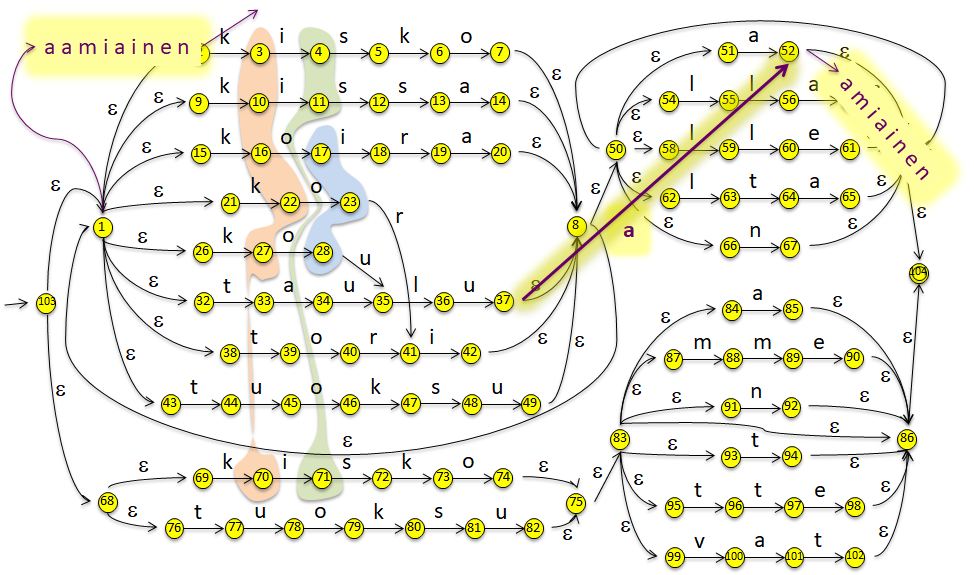 aamiainen
k i s k o
3 4 5 6 7
ε k i s s a
9 10 11 12 13 14
ε k o i r a
15 16 17 18 19 20
ε k o r
21 22 23
ε k o u
26 27 28
ε t a u l u ε
32 33 34 35 36 37
ε t o r i ε
38 39 40 41 42
ε t u o k s u ε
43 44 45 46 47 48 49
ε 1 ε 8 ε ε ε
103
ε
ε
ε k i s k o ε
68 69 70 71 72 73 74
ε t u o k s u ε
76 77 78 79 80 81 82
75 ε
ε a ε
51 52
ε l l a
54 55 56
amiainen
50 ε l l e
58 59 60 61
ε l t a ε
62 63 64 65
a ε n ε
66 67
ε
104
ε
ε a ε
84 85
ε m m e ε
87 88 89 90
ε n ε
91 92
83 ε 86
ε t ε
93 94
ε t t e ε
95 96 97 98
ε v a t ε
99 100 101 102